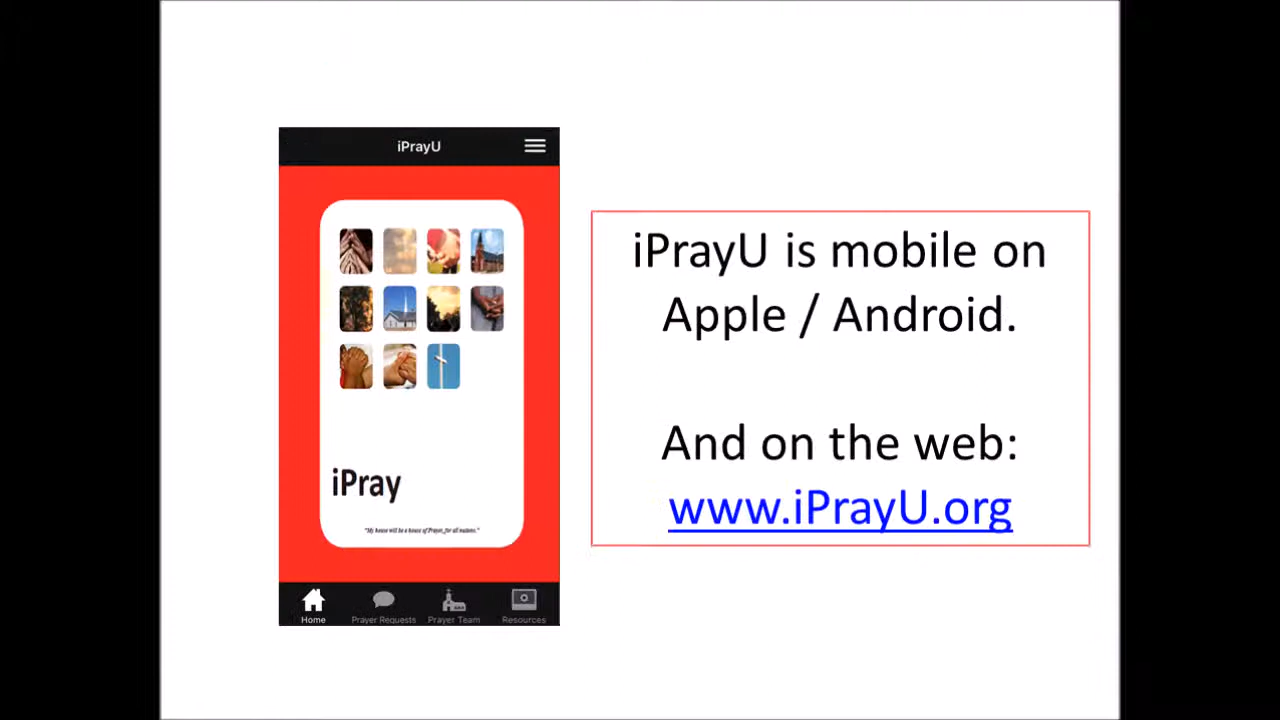 iPrayU
iPray
"My house will be a house of Prayer, for all nations."
Home
Prayer Requests
Prayer Team
Resources
iPrayU is mobile on
Apple / Android.
And on the web:
www.iPrayU.org